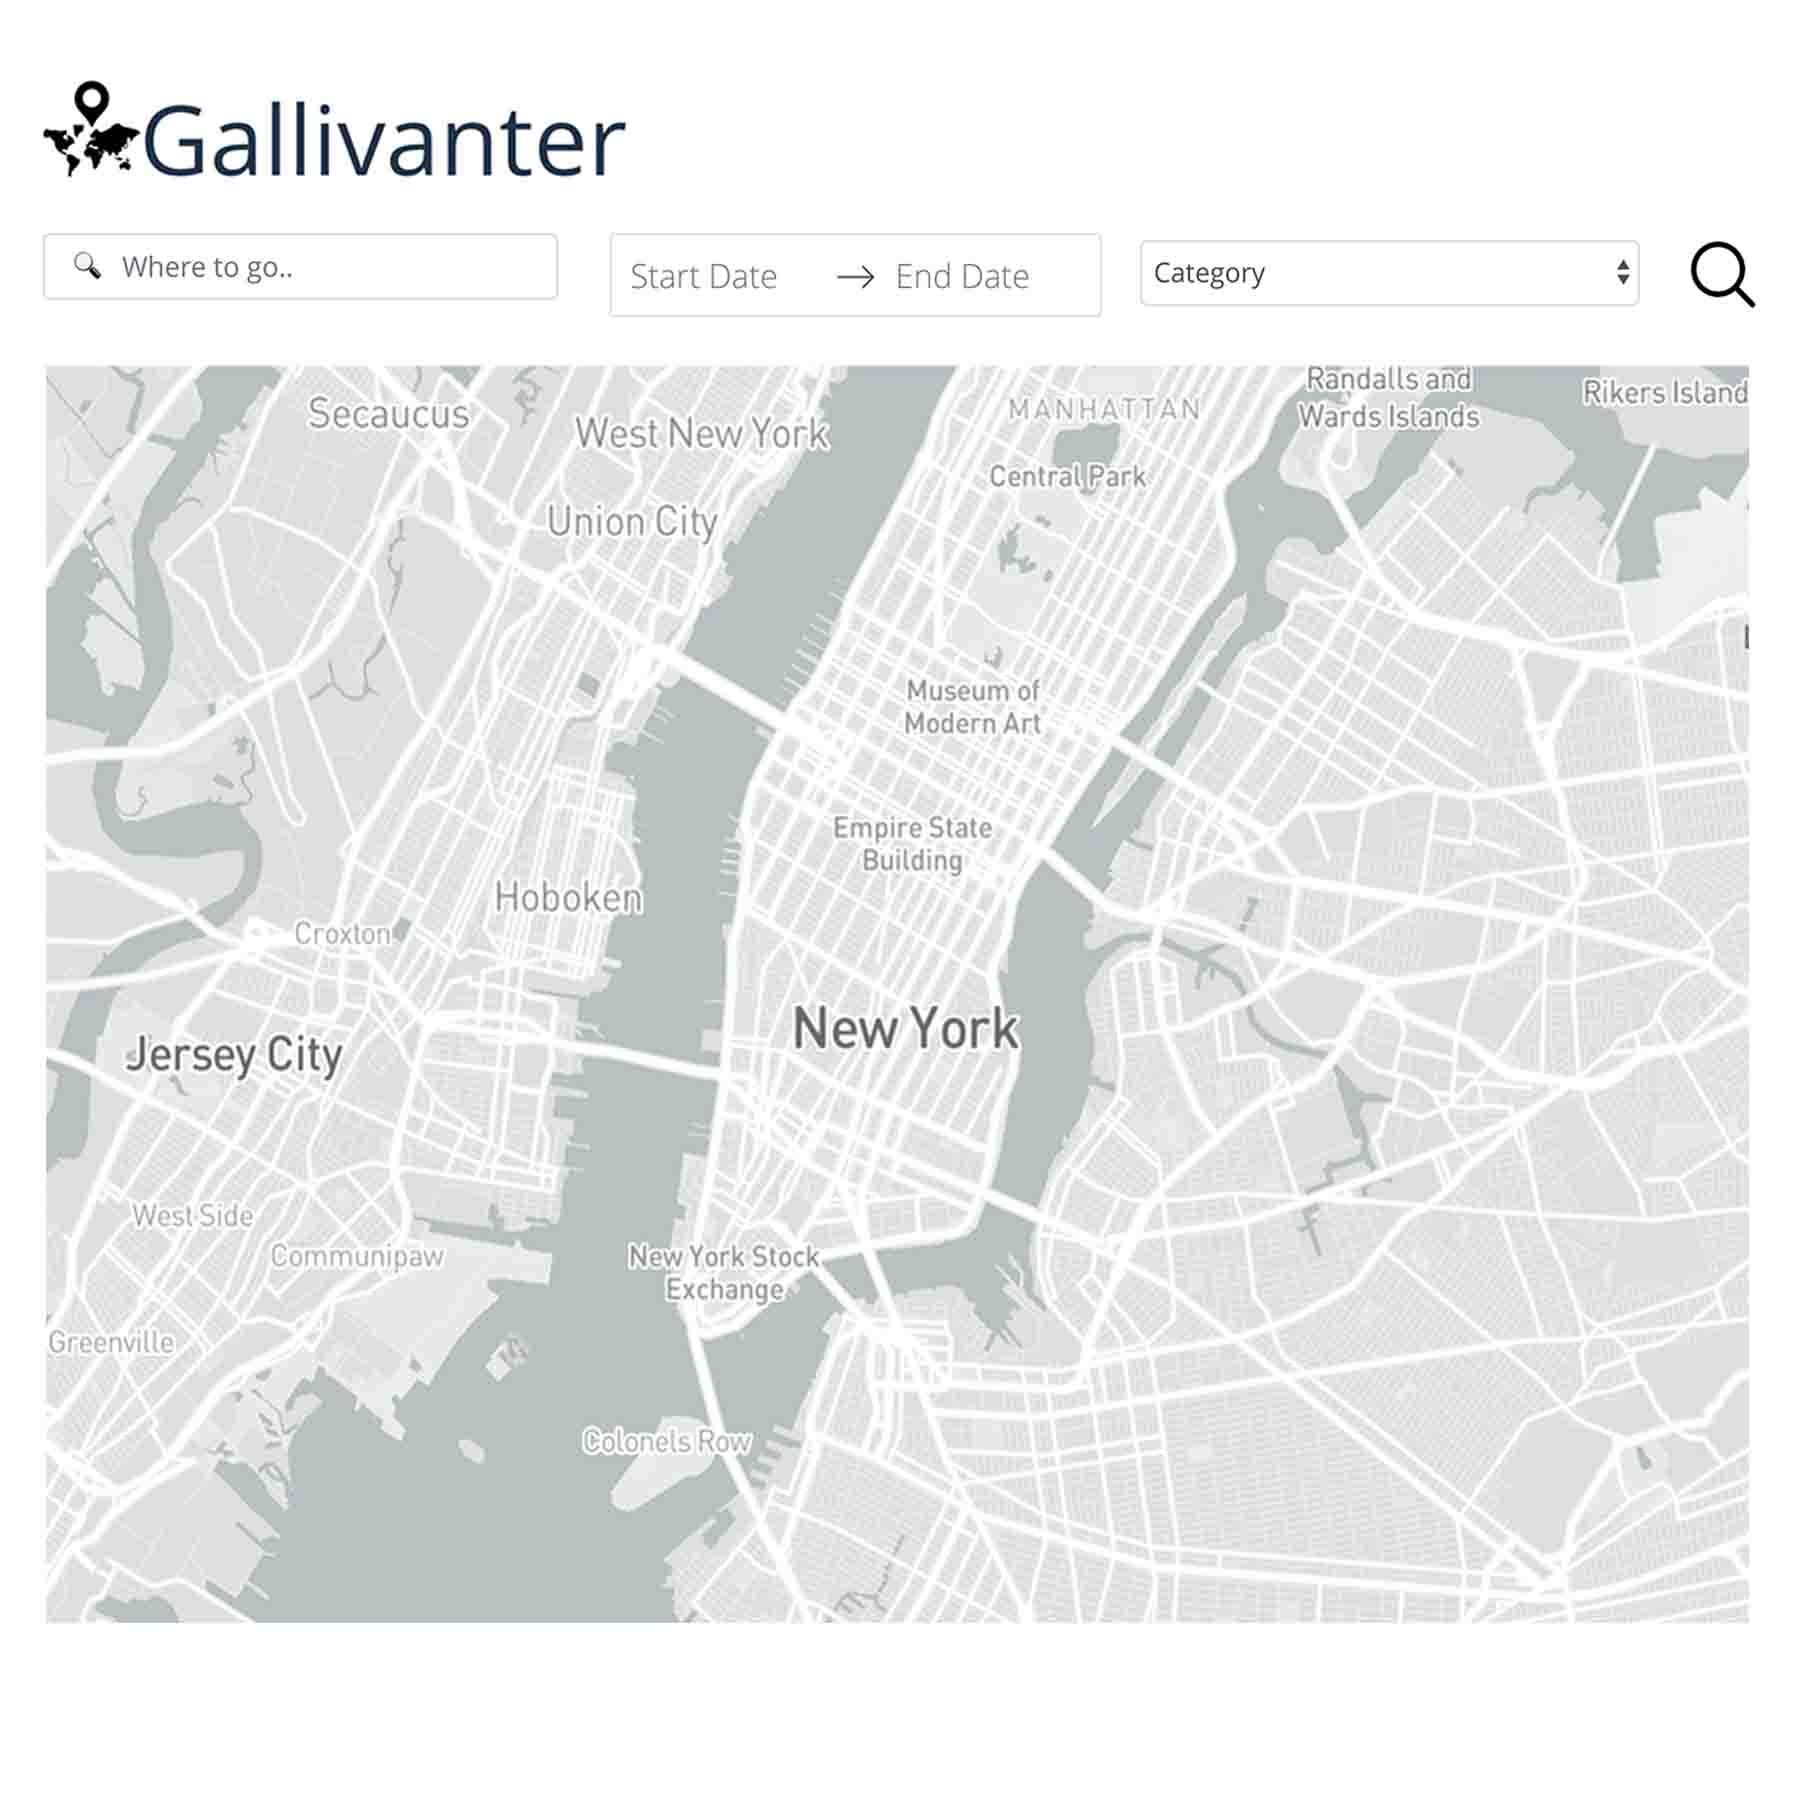 Gallivanter
Where to go..
Start Date → End Date
Category
Randalls and
Wards Islands
Rikers Island
MANHATTAN
Secaucus
West New York
Central Park
Union City
Museum of
Modern Art
Empire State
Building
Hoboken
Croxton
New York
Jersey City
West Side
Communipaw
New York Stock
Exchange
Greenville
Colonels Row